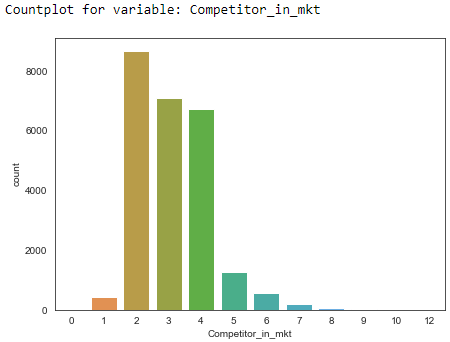 Countplot for variable: Competitor_in_mkt
8000
6000
4000
2000
0
count
0 1 2 3 4 5 6 7 8 9 10 12
Competitor_in_mkt